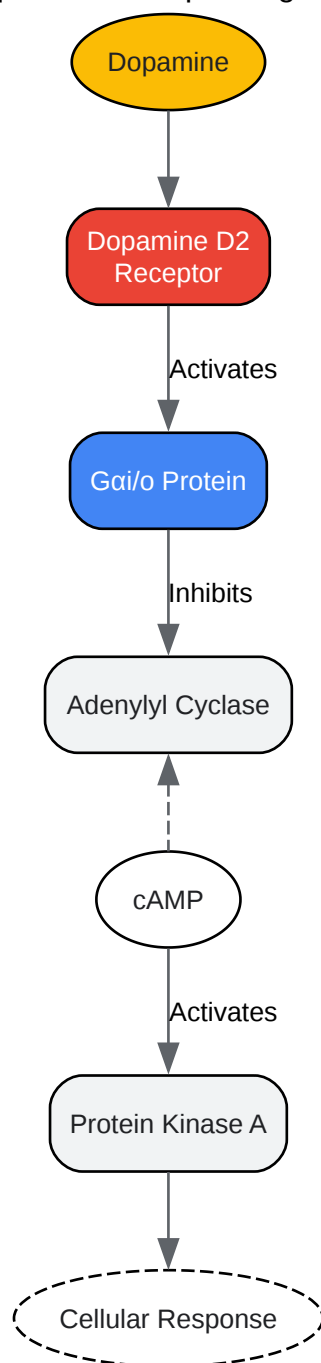 Dopamine
Dopamine D2
Receptor
Activates
Gαi/o Protein
Inhibits
Adenylyl Cyclase
cAMP
Activates
Protein Kinase A
Cellular Response